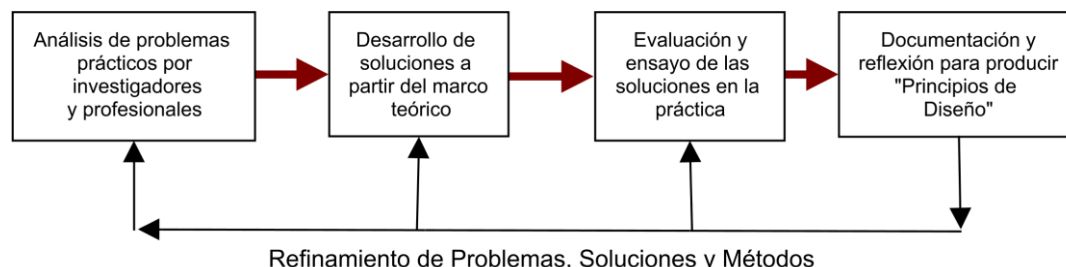 Análisis de problemas
prácticos por
investigadores
y profesionales
Desarrollo de
soluciones a
partir del marco
teórico
Evaluación y
ensayo de las
soluciones en la
práctica
Documentación y
reflexión para producir
"Principios de
Diseño"
Refinamiento de Problemas, Soluciones y Métodos